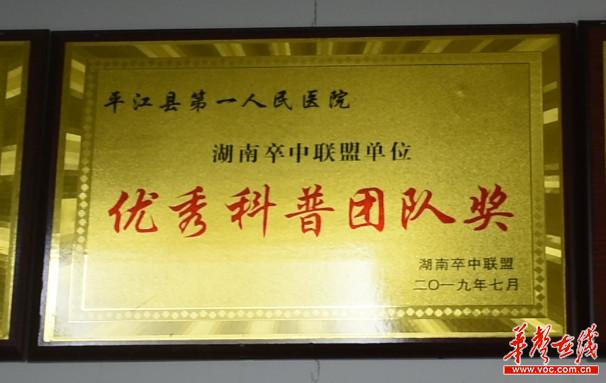 平江县第一人民医院
湖南卒中联盟单位
优秀科普团队奖
湖南卒中联盟
二〇一九年七月
华声在线
www.voc.com.cn